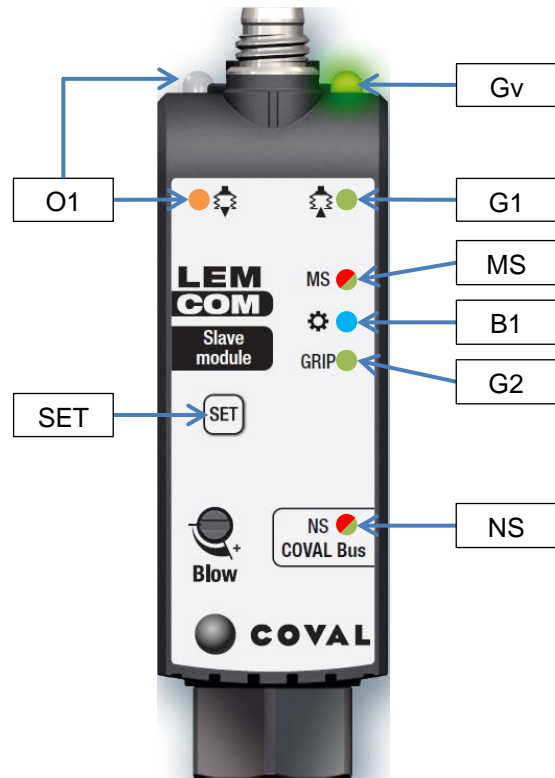 Gv
O1
G1
MS
LEM
COM
MS
B1
Slave
module
GRIP
G2
SET
SET
NS
NS
COVAL Bus
+
Blow
COVAL